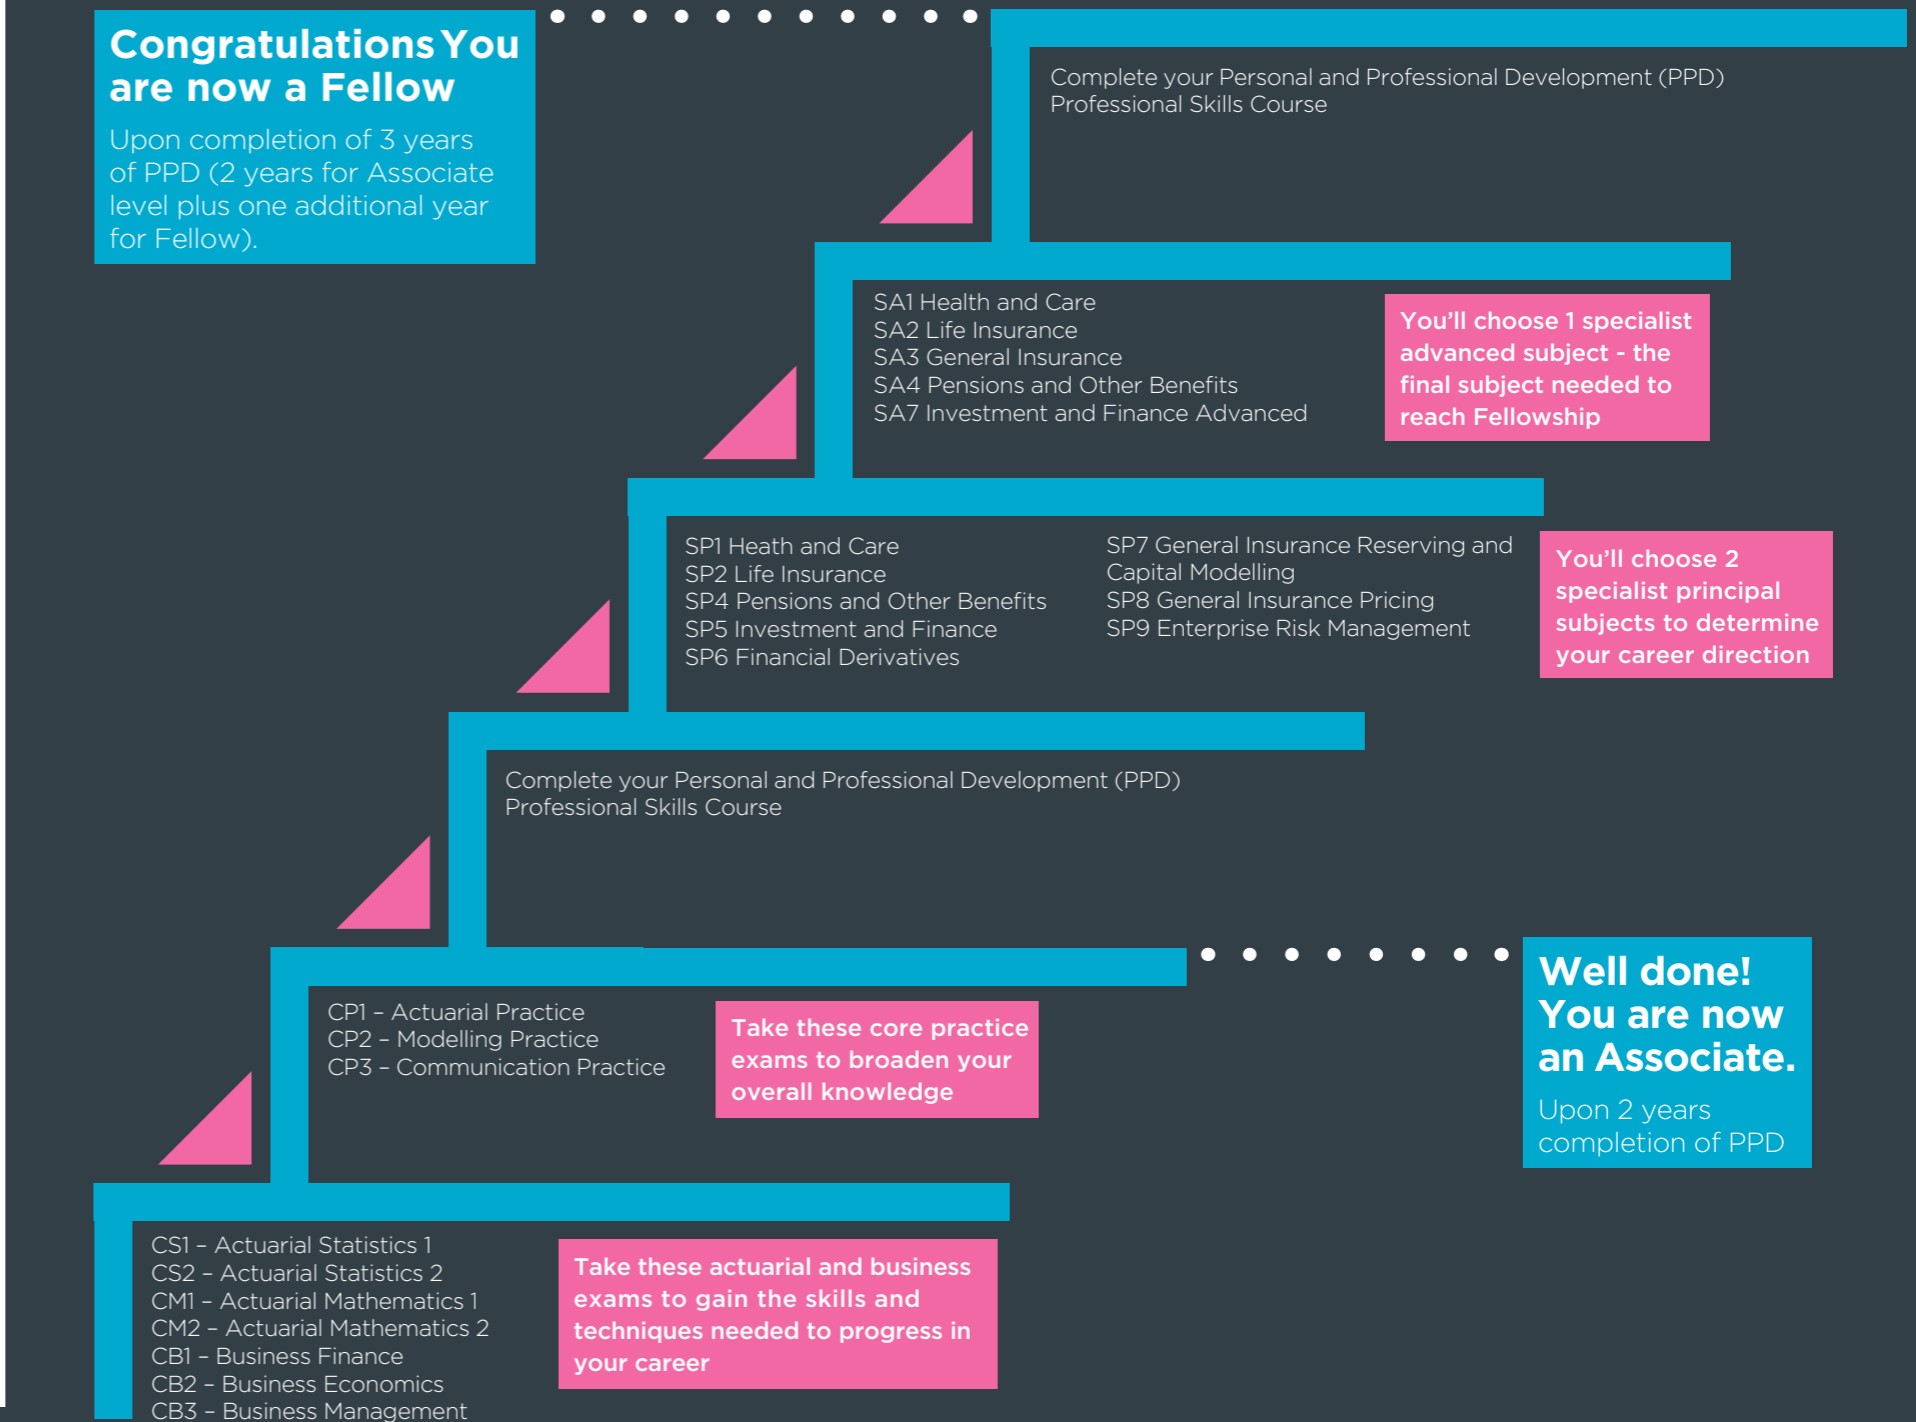 Congratulations You
are now a Fellow
Upon completion of 3 years
of PPD (2 years for Associate
level plus one additional year
for Fellow).
Complete your Personal and Professional Development (PPD)
Professional Skills Course
SA1 Health and Care
SA2 Life Insurance
SA3 General Insurance
SA4 Pensions and Other Benefits
SA7 Investment and Finance Advanced
You'll choose 1 specialist
advanced subject - the
final subject needed to
reach Fellowship
SP1 Heath and Care
SP2 Life Insurance
SP4 Pensions and Other Benefits
SP5 Investment and Finance
SP6 Financial Derivatives
SP7 General Insurance Reserving and
Capital Modelling
SP8 General Insurance Pricing
SP9 Enterprise Risk Management
You'll choose 2
specialist principal
subjects to determine
your career direction
Complete your Personal and Professional Development (PPD)
Professional Skills Course
Well done!
You are now
an Associate.
Upon 2 years
completion of PPD
CP1 – Actuarial Practice
CP2 – Modelling Practice
CP3 – Communication Practice
Take these core practice
exams to broaden your
overall knowledge
CS1 – Actuarial Statistics 1
CS2 – Actuarial Statistics 2
CM1 – Actuarial Mathematics 1
CM2 – Actuarial Mathematics 2
CB1 – Business Finance
CB2 – Business Economics
CB3 – Business Management
Take these actuarial and business
exams to gain the skills and
techniques needed to progress in
your career